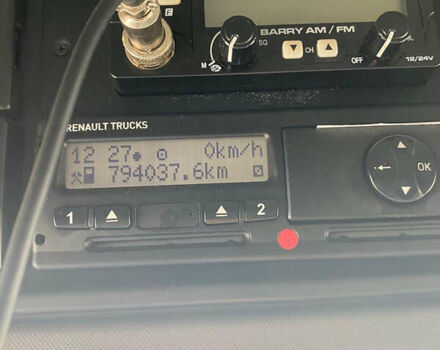 E
BARRY AM / FM
SQ
CH
M
OFF
12/24V
RENAULT TRUCKS
12 27 0km/h
794037.6km
1 2
OK